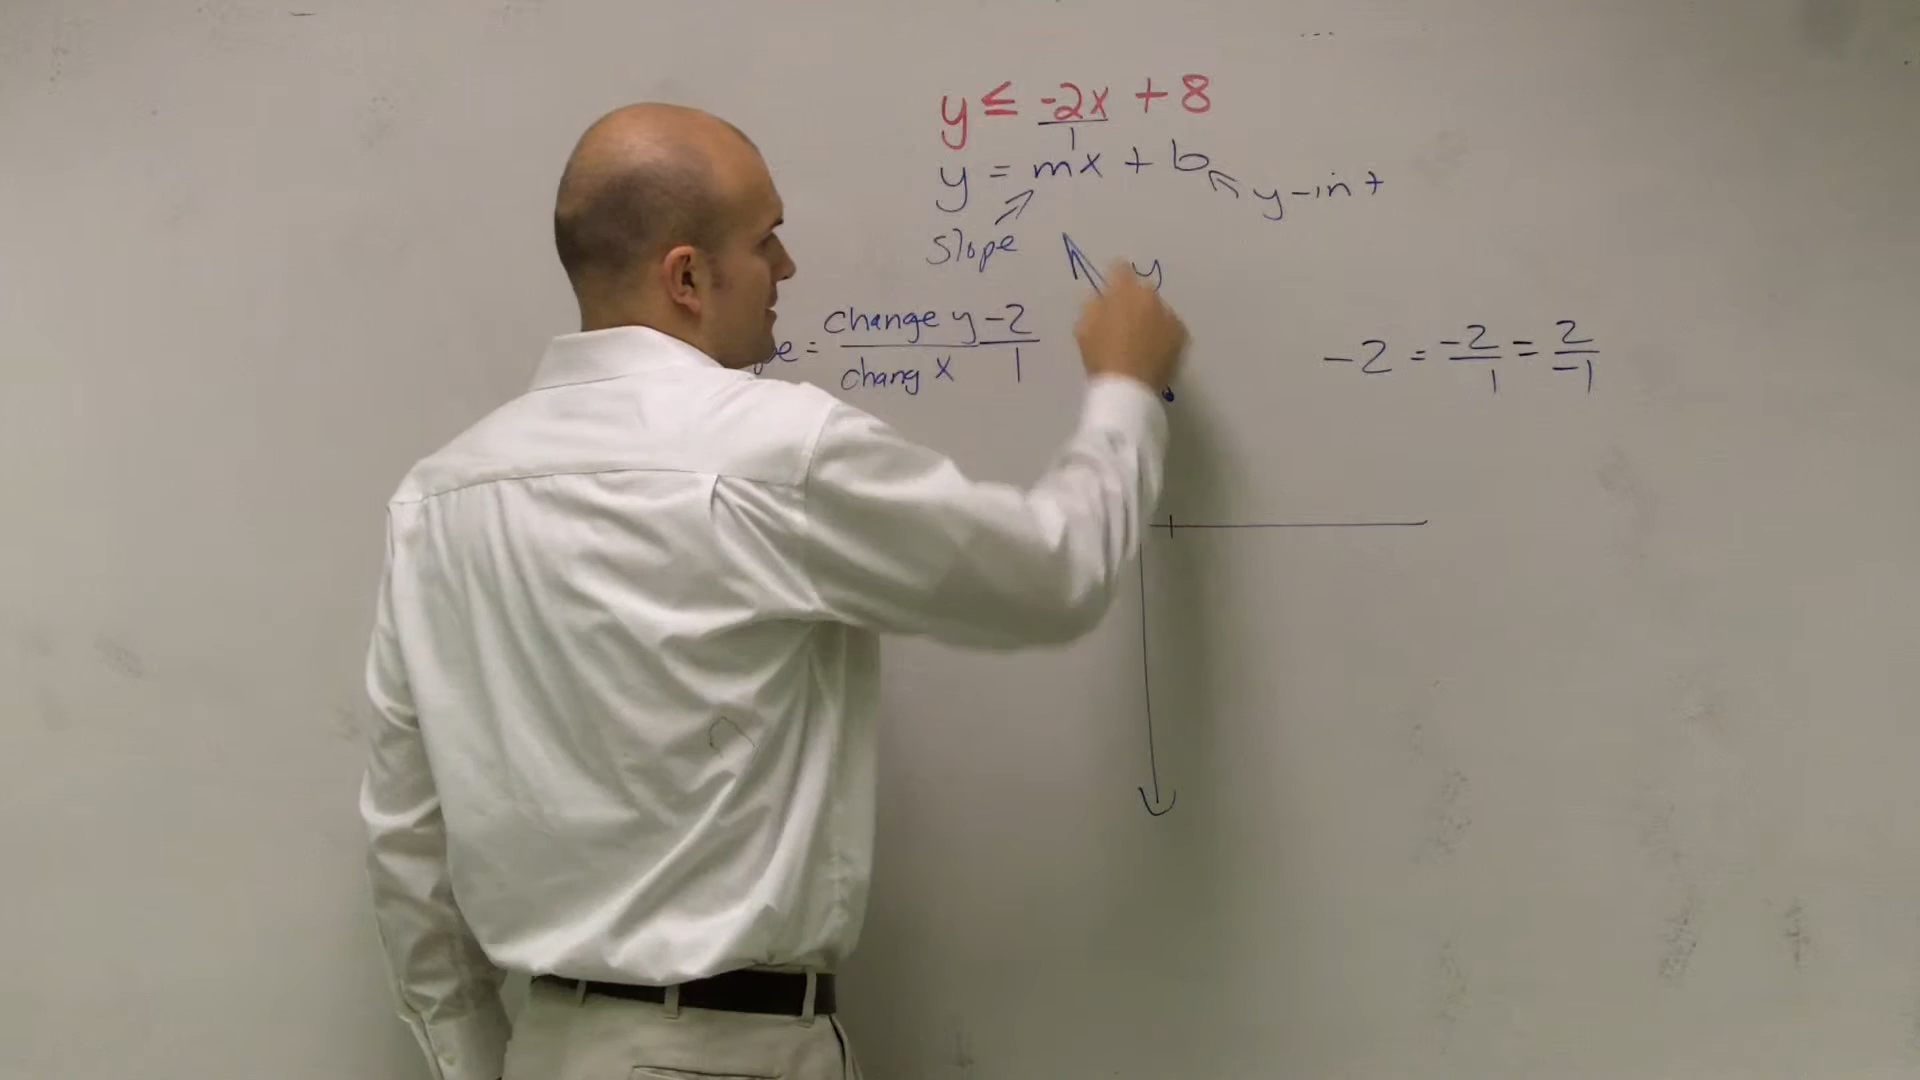 y ≤ -2x/1 + 8
y = mx + b
y-int
slope
y
= change y / chang x -2/1
-2 = -2/1 = 2/-1